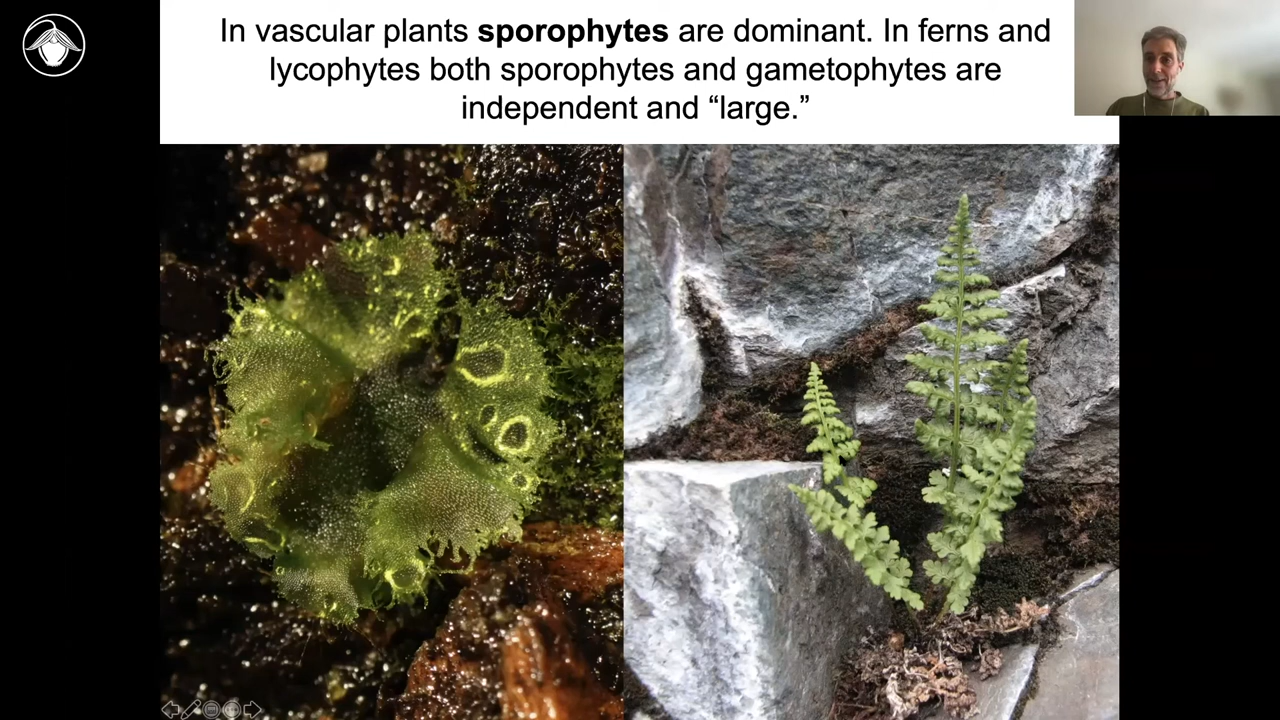 In vascular plants sporophytes are dominant. In ferns and
lycophytes both sporophytes and gametophytes are
independent and “large.”